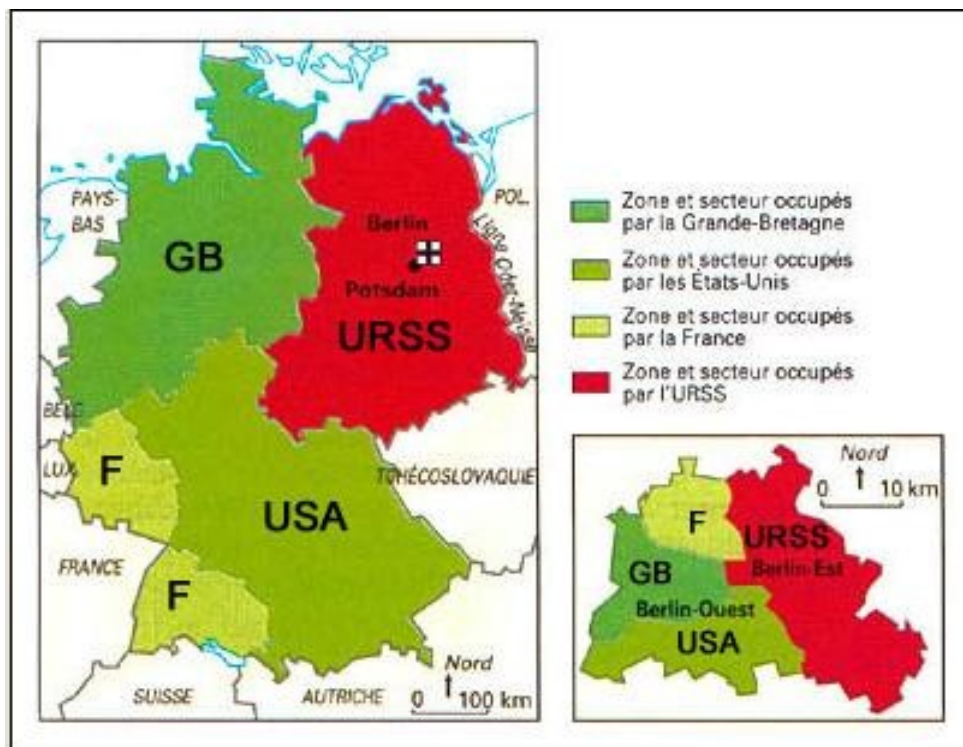 PAYS-
BAS
GB
Berlin
Potsdam
URSS
POL.
Ligne Oder-Neisse
BELG
LUX.
F
USA
TCHÉCOSLOVAQUIE
FRANCE
F
SUISSE
AUTRICHE
Nord
0 100 km
Zone et secteur occupés
par la Grande-Bretagne
Zone et secteur occupés
par les États-Unis
Zone et secteur occupés
par la France
Zone et secteur occupés
par l'URSS
Nord
0 10 km
F
URSS
Berlin-Est
GB
Berlin-Ouest
USA